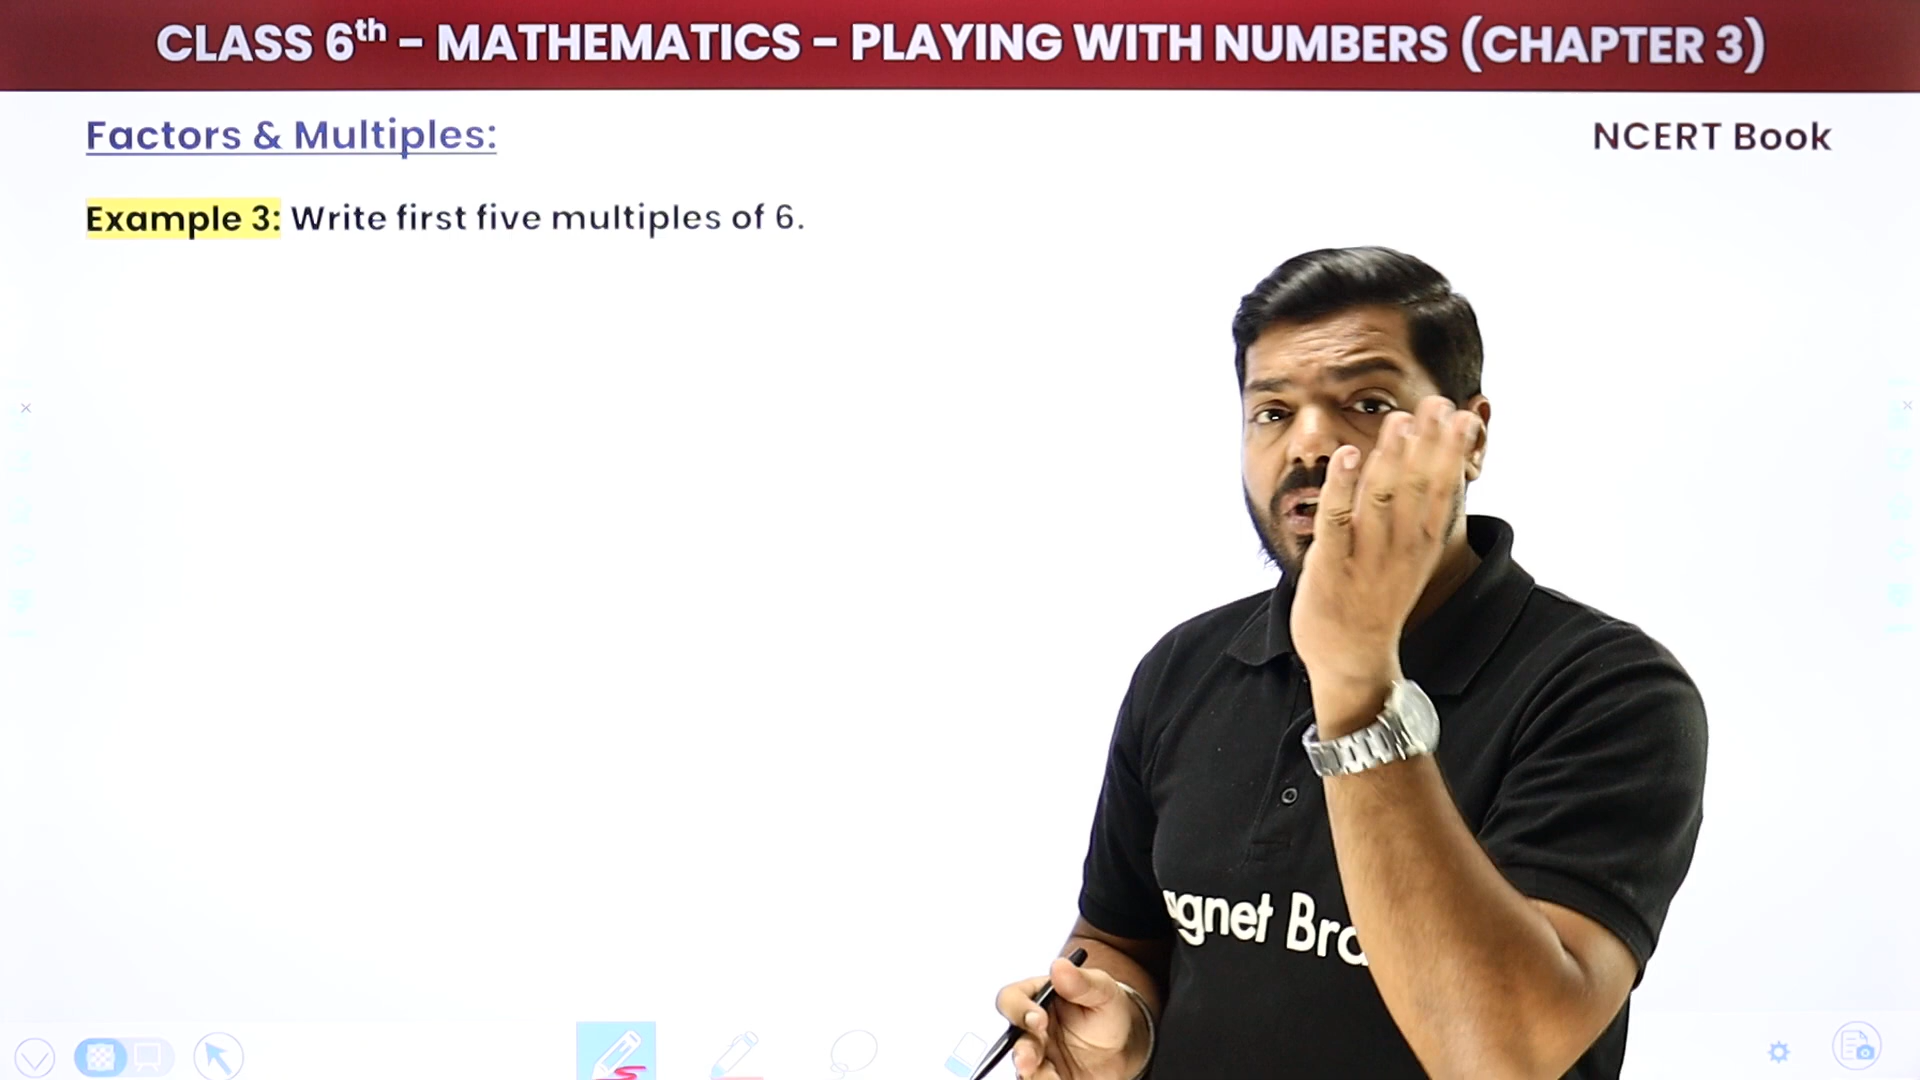 CLASS 6th - MATHEMATICS - PLAYING WITH NUMBERS (CHAPTER 3)
Factors & Multiples:
NCERT Book
Example 3: Write first five multiples of 6.
agnet Bra